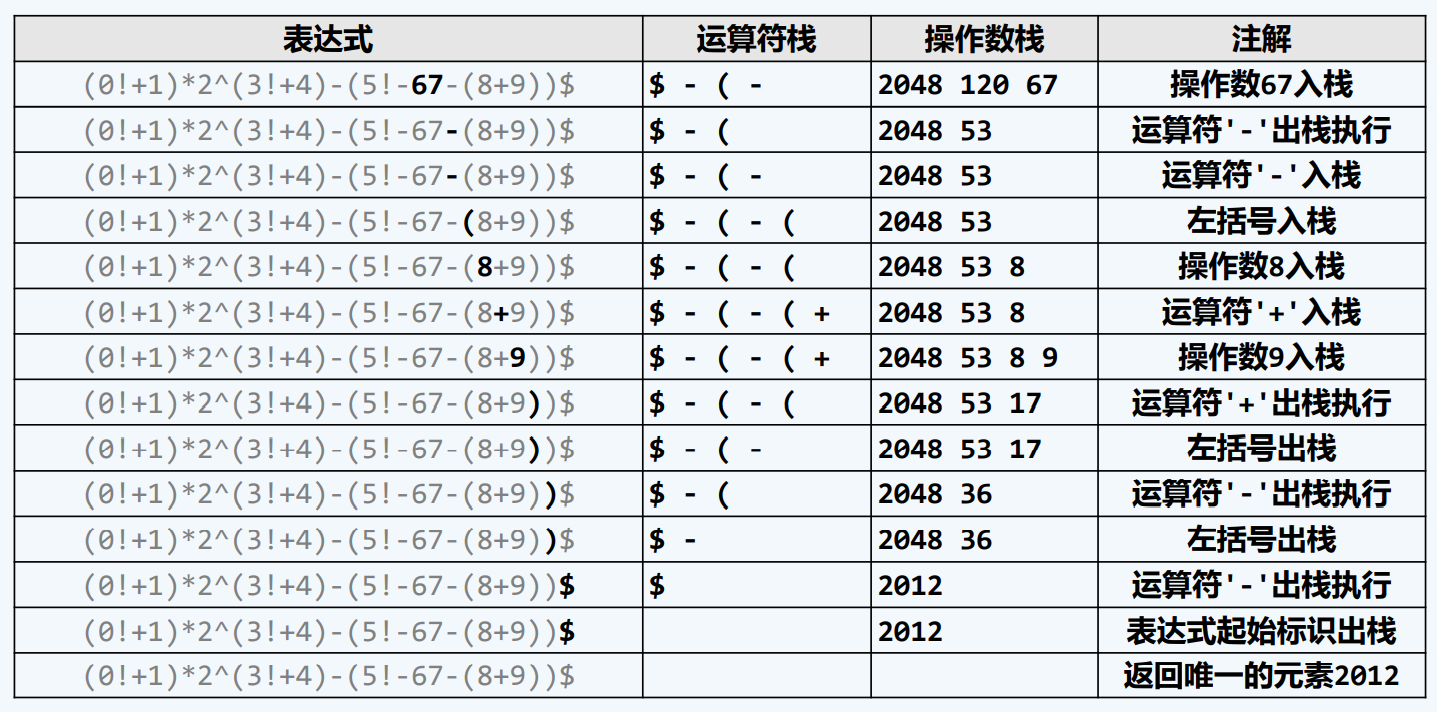 表达式 运算符栈 操作数栈 注解
(0!+1)*2^(3!+4)-(5!-67-(8+9))$ $ - ( - 2048 120 67 操作数67入栈
(0!+1)*2^(3!+4)-(5!-67-(8+9))$ $ - ( 2048 53 运算符'-'出栈执行
(0!+1)*2^(3!+4)-(5!-67-(8+9))$ $ - ( - 2048 53 运算符'-'入栈
(0!+1)*2^(3!+4)-(5!-67-(8+9))$ $ - ( - ( 2048 53 左括号入栈
(0!+1)*2^(3!+4)-(5!-67-(8+9))$ $ - ( - ( 2048 53 8 操作数8入栈
(0!+1)*2^(3!+4)-(5!-67-(8+9))$ $ - ( - ( + 2048 53 8 运算符'+'入栈
(0!+1)*2^(3!+4)-(5!-67-(8+9))$ $ - ( - ( + 2048 53 8 9 操作数9入栈
(0!+1)*2^(3!+4)-(5!-67-(8+9))$ $ - ( - ( 2048 53 17 运算符'+'出栈执行
(0!+1)*2^(3!+4)-(5!-67-(8+9))$ $ - ( - 2048 53 17 左括号出栈
(0!+1)*2^(3!+4)-(5!-67-(8+9))$ $ - ( 2048 36 运算符'-'出栈执行
(0!+1)*2^(3!+4)-(5!-67-(8+9))$ $ - 2048 36 左括号出栈
(0!+1)*2^(3!+4)-(5!-67-(8+9))$ $ 2012 运算符'-'出栈执行
(0!+1)*2^(3!+4)-(5!-67-(8+9))$ 2012 表达式起始标识出栈
(0!+1)*2^(3!+4)-(5!-67-(8+9))$ 返回唯一的元素2012